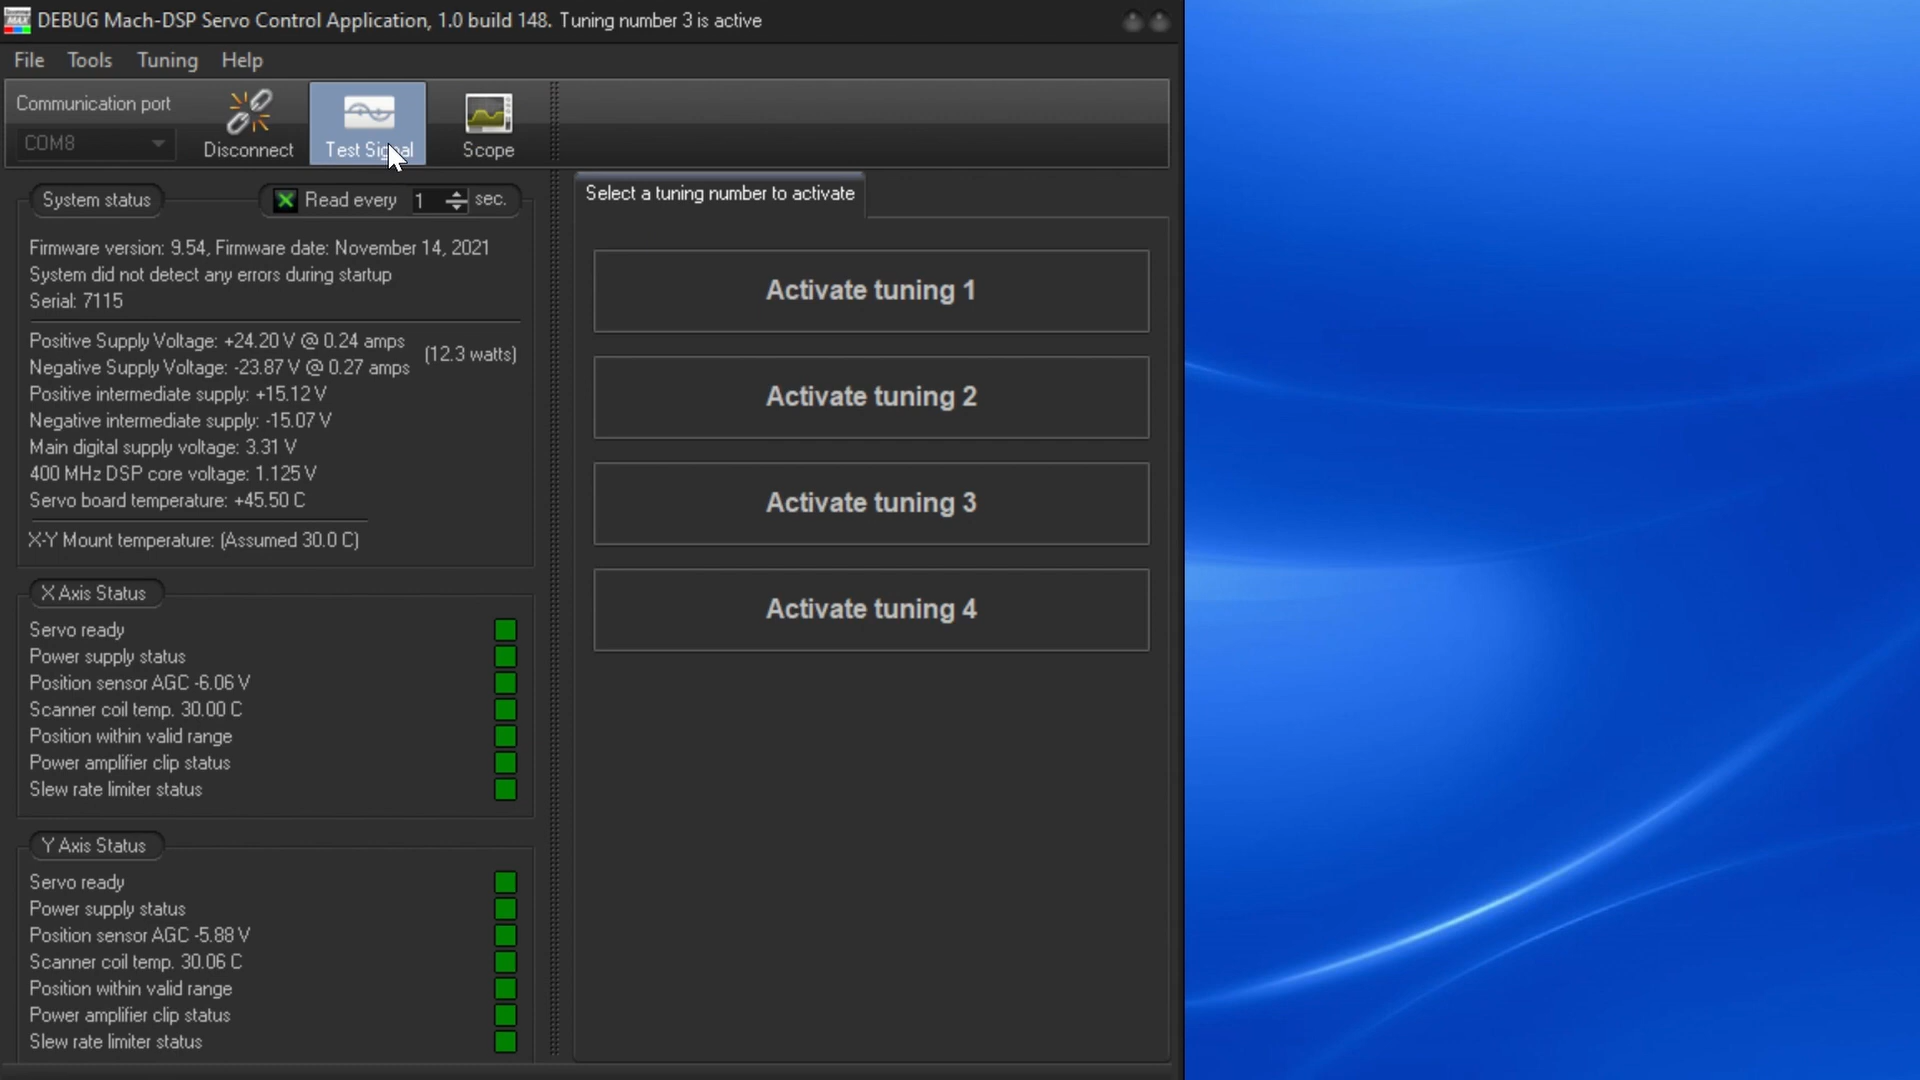 DEBUG Mach-DSP Servo Control Application, 1.0 build 148. Tuning number 3 is active
File Tools Tuning Help
Communication port
COM8
Disconnect
Test Signal
Scope
System status
Read every 1 sec.
Firmware version: 9.54, Firmware date: November 14, 2021
System did not detect any errors during startup
Serial: 7115
Positive Supply Voltage: +24.20 V @ 0.24 amps
Negative Supply Voltage: -23.87 V @ 0.27 amps
(12.3 watts)
Positive intermediate supply: +15.12 V
Negative intermediate supply: -15.07 V
Main digital supply voltage: 3.31 V
400 MHz DSP core voltage: 1.125 V
Servo board temperature: +45.50 C
X-Y Mount temperature: (Assumed 30.0 C)
X Axis Status
Servo ready
Power supply status
Position sensor AGC -6.06 V
Scanner coil temp. 30.00 C
Position within valid range
Power amplifier clip status
Slew rate limiter status
Y Axis Status
Servo ready
Power supply status
Position sensor AGC -5.88 V
Scanner coil temp. 30.06 C
Position within valid range
Power amplifier clip status
Slew rate limiter status
Select a tuning number to activate
Activate tuning 1
Activate tuning 2
Activate tuning 3
Activate tuning 4